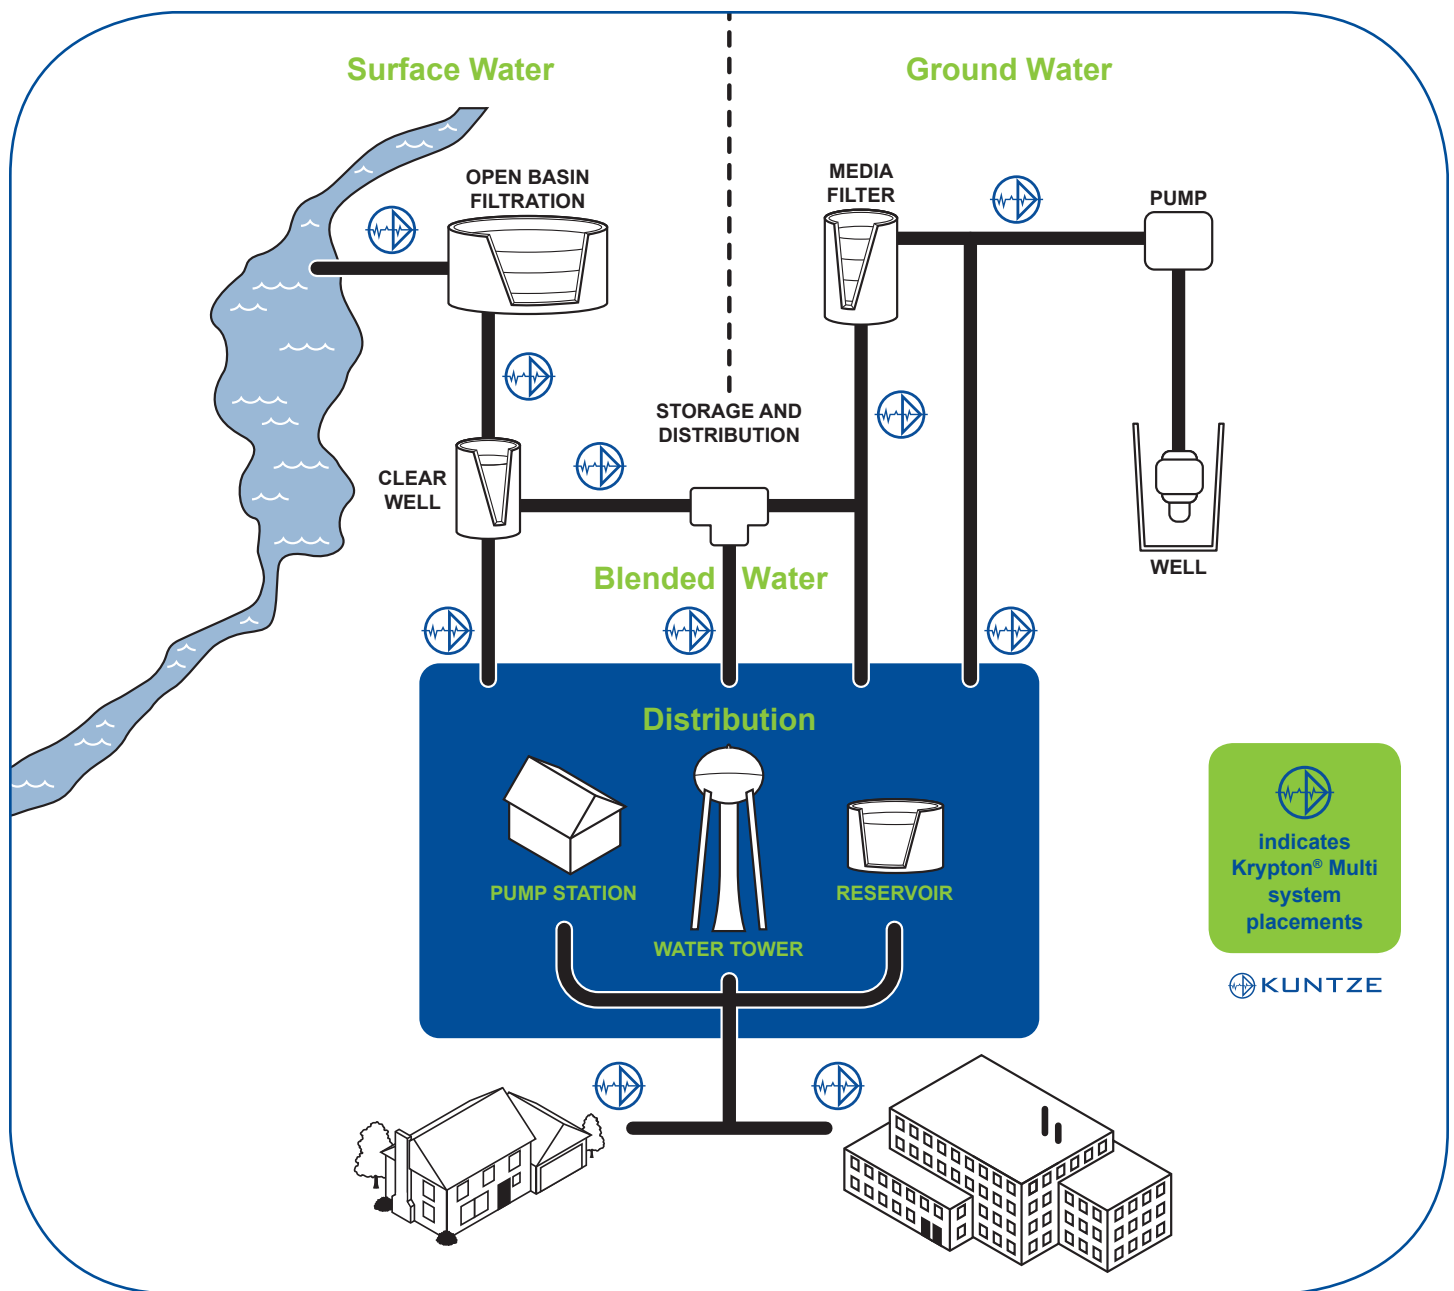 Surface Water
Ground Water
OPEN BASIN
FILTRATION
MEDIA
FILTER
PUMP
STORAGE AND
DISTRIBUTION
CLEAR
WELL
WELL
Blended Water
Distribution
PUMP STATION
WATER TOWER
RESERVOIR
indicates
Krypton® Multi
system
placements
KUNTZE